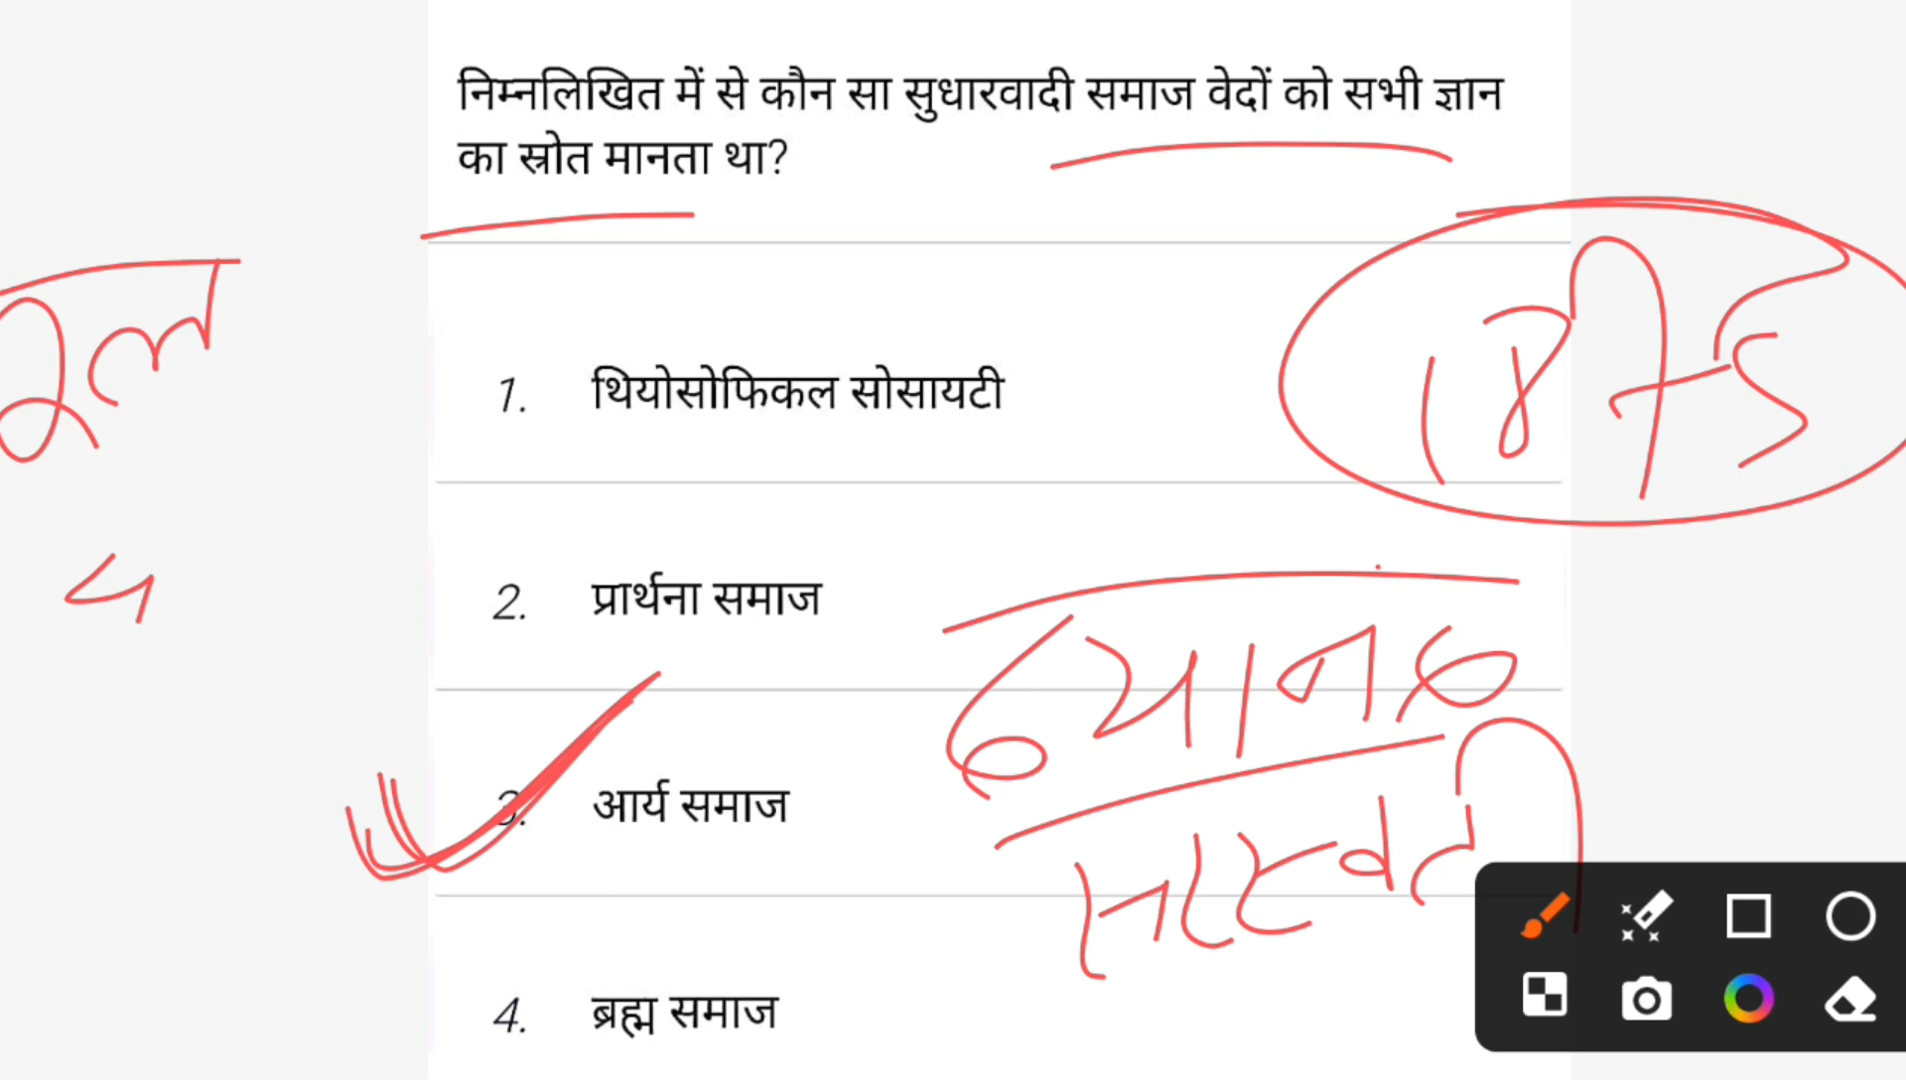 निम्नलिखित में से कौन सा सुधारवादी समाज वेदों को सभी ज्ञान
का स्रोत मानता था?
1. थियोसोफिकल सोसायटी
1875
2. प्रार्थना समाज
दयानन्द
3. आर्य समाज
सरस्वती
4. ब्रह्म समाज